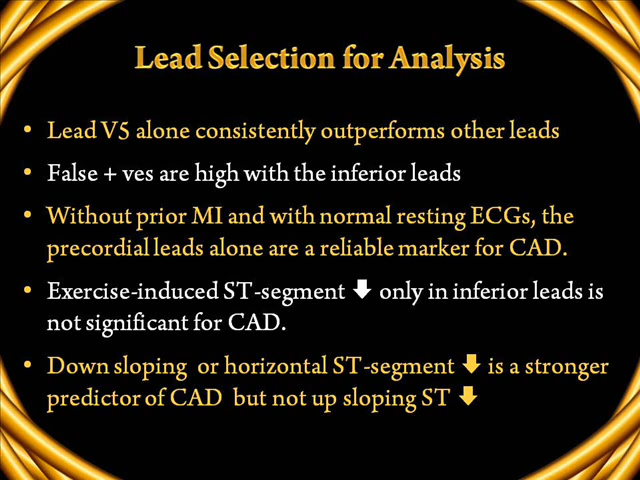 Lead Selection for Analysis
• Lead V5 alone consistently outperforms other leads
• False + ves are high with the inferior leads
• Without prior MI and with normal resting ECGs, the
precordial leads alone are a reliable marker for CAD.
• Exercise-induced ST-segment ⬇ only in inferior leads is
not significant for CAD.
• Down sloping or horizontal ST-segment ⬇ is a stronger
predictor of CAD but not up sloping ST ⬇